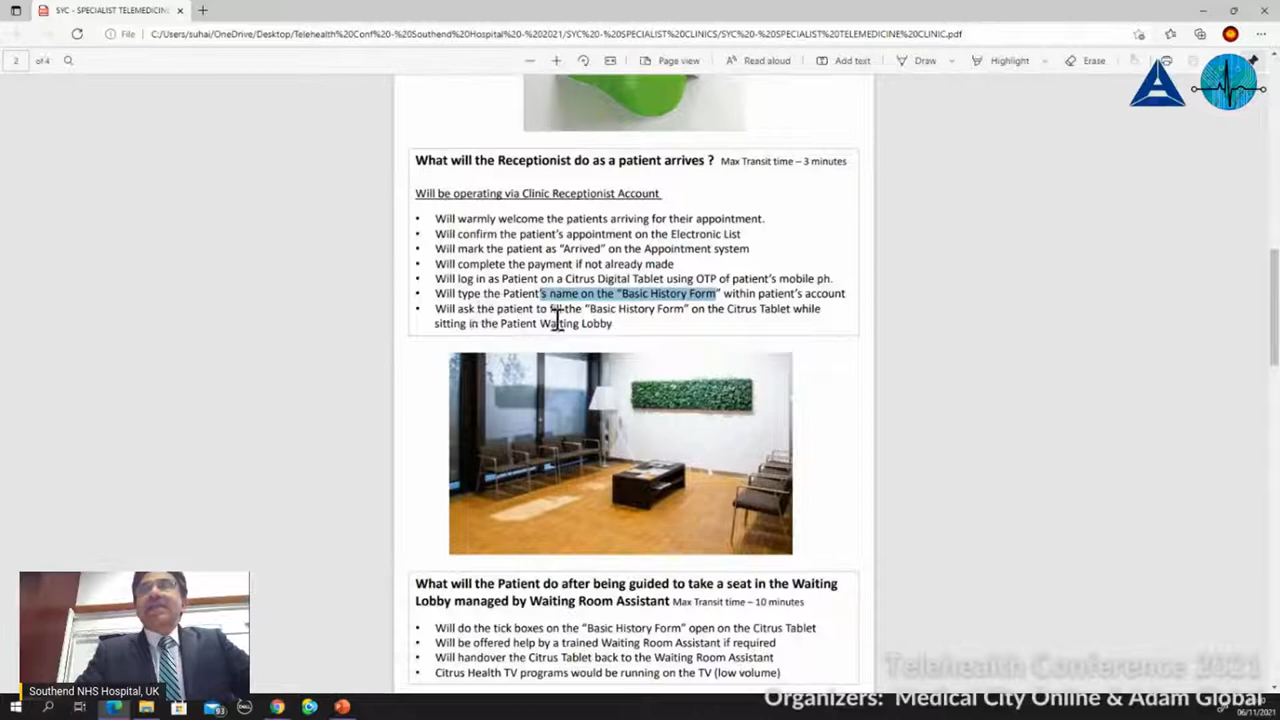 SYC - SPECIALIST TELEMEDICINE
File
C:/Users/suhai/OneDrive/Desktop/Telehealth%20Conf%20-%20Southend%20Hospital%20-%202021/SYC%20-%20SPECIALIST%20CLINICS/SYC%20-%20SPECIALIST%20TELEMEDICINE%20CLINIC.pdf
2 of 4
Page view
Read aloud
Add text
Draw
Highlight
Erase
What will the Receptionist do as a patient arrives ? Max Transit time – 3 minutes
Will be operating via Clinic Receptionist Account
• Will warmly welcome the patients arriving for their appointment.
• Will confirm the patient's appointment on the Electronic List
• Will mark the patient as “Arrived” on the Appointment system
• Will complete the payment if not already made
• Will log in as Patient on a Citrus Digital Tablet using OTP of patient's mobile ph.
• Will type the Patient's name on the “Basic History Form” within patient's account
• Will ask the patient to fill the “Basic History Form” on the Citrus Tablet while
sitting in the Patient Waiting Lobby
What will the Patient do after being guided to take a seat in the Waiting
Lobby managed by Waiting Room Assistant Max Transit time – 10 minutes
• Will do the tick boxes on the “Basic History Form” open on the Citrus Tablet
• Will be offered help by a trained Waiting Room Assistant if required
• Will handover the Citrus Tablet back to the Waiting Room Assistant
• Citrus Health TV programs would be running on the TV (low volume)
Southend NHS Hospital, UK
Telehealth Conference 2021
Organizers: Medical City Online & Adam Global
93
DELL
06/11/2021